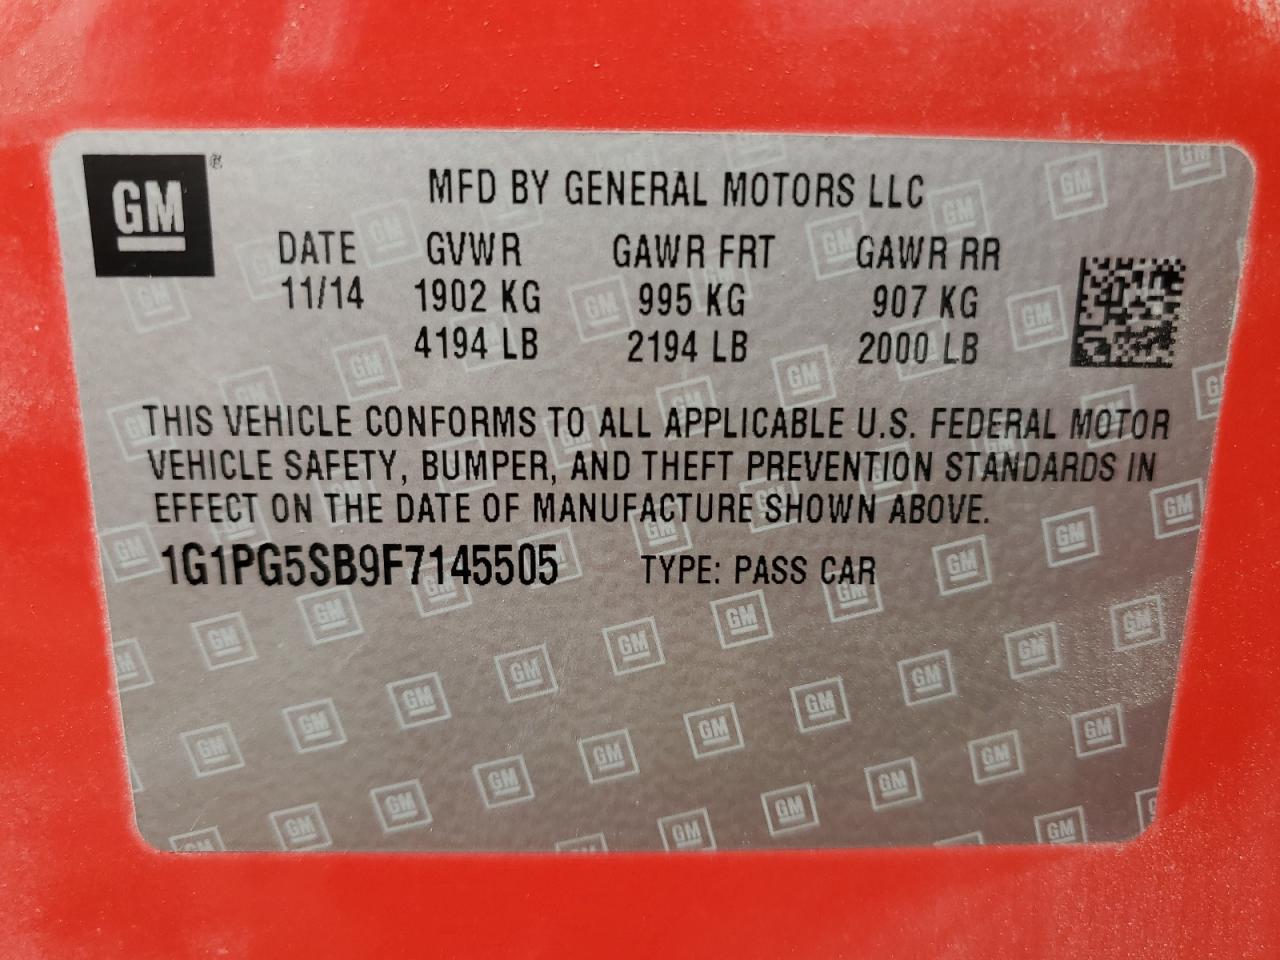 GM ®
MFD BY GENERAL MOTORS LLC
DATE GVWR GAWR FRT GAWR RR
11/14 1902 KG 995 KG 907 KG
4194 LB 2194 LB 2000 LB
THIS VEHICLE CONFORMS TO ALL APPLICABLE U.S. FEDERAL MOTOR
VEHICLE SAFETY, BUMPER, AND THEFT PREVENTION STANDARDS IN
EFFECT ON THE DATE OF MANUFACTURE SHOWN ABOVE.
1G1PG5SB9F7145505 TYPE: PASS CAR